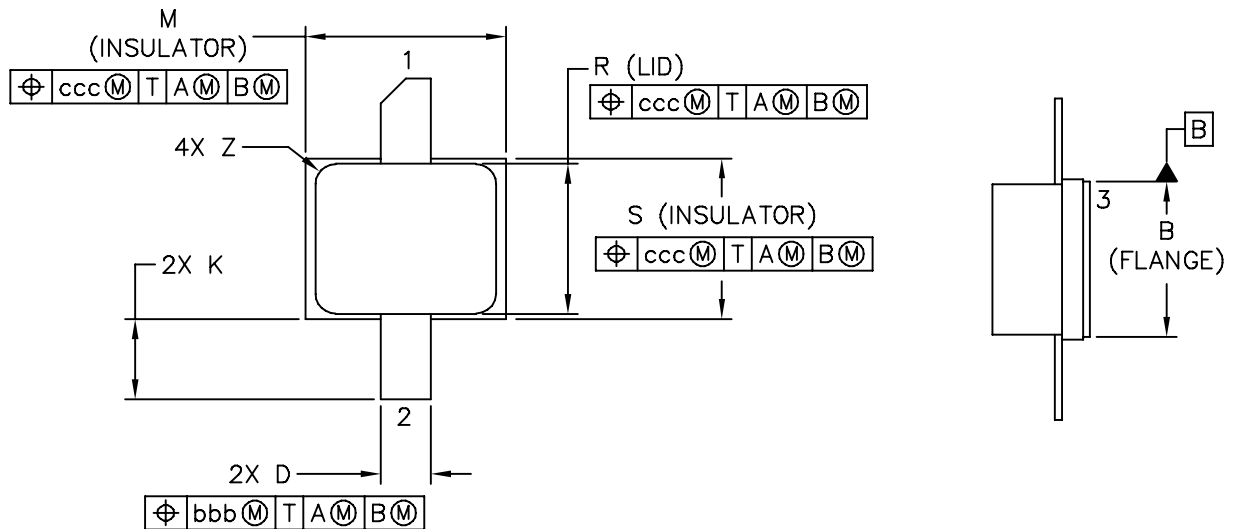 M
(INSULATOR)
⌖ ccc Ⓜ T A Ⓜ B Ⓜ
1
R (LID)
⌖ ccc Ⓜ T A Ⓜ B Ⓜ
4X Z
B
3
S (INSULATOR)
⌖ ccc Ⓜ T A Ⓜ B Ⓜ
B
(FLANGE)
2X K
2
2X D
⌖ bbb Ⓜ T A Ⓜ B Ⓜ